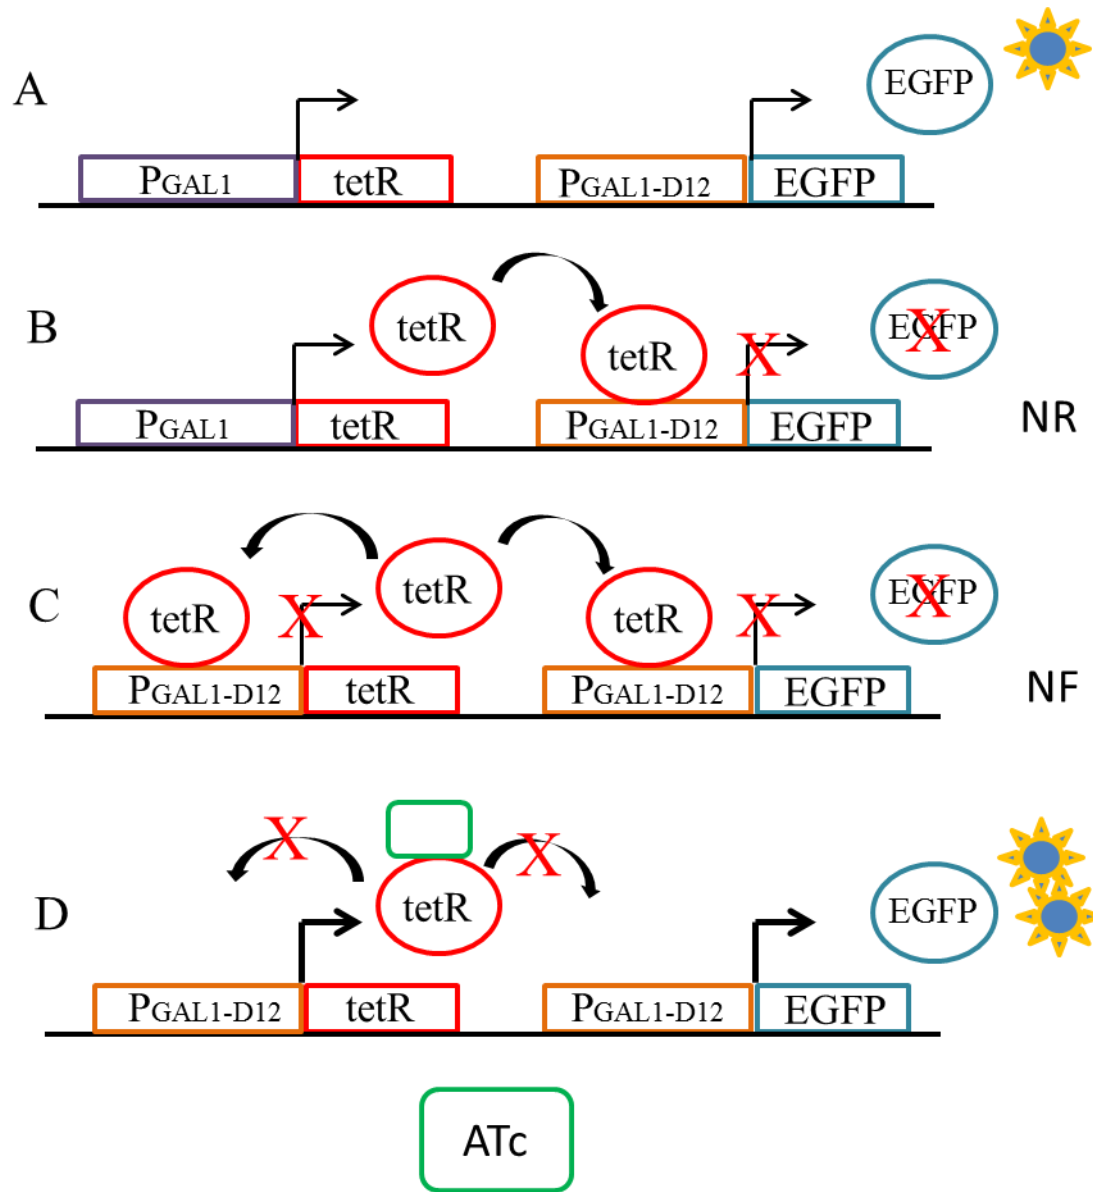 A
EGFP
PGAL1 tetR PGAL1-D12 EGFP
B
tetR
tetR
X
EGFP
X
PGAL1 tetR PGAL1-D12 EGFP
NR
C
tetR
X
tetR
tetR
X
EGFP
X
PGAL1-D12 tetR PGAL1-D12 EGFP
NF
D
X
X
tetR
EGFP
PGAL1-D12 tetR PGAL1-D12 EGFP
ATc